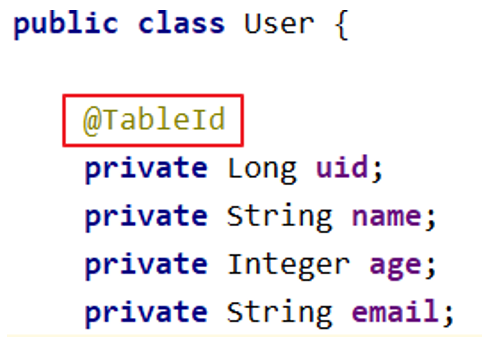 public class User {
@TableId
private Long uid;
private String name;
private Integer age;
private String email;